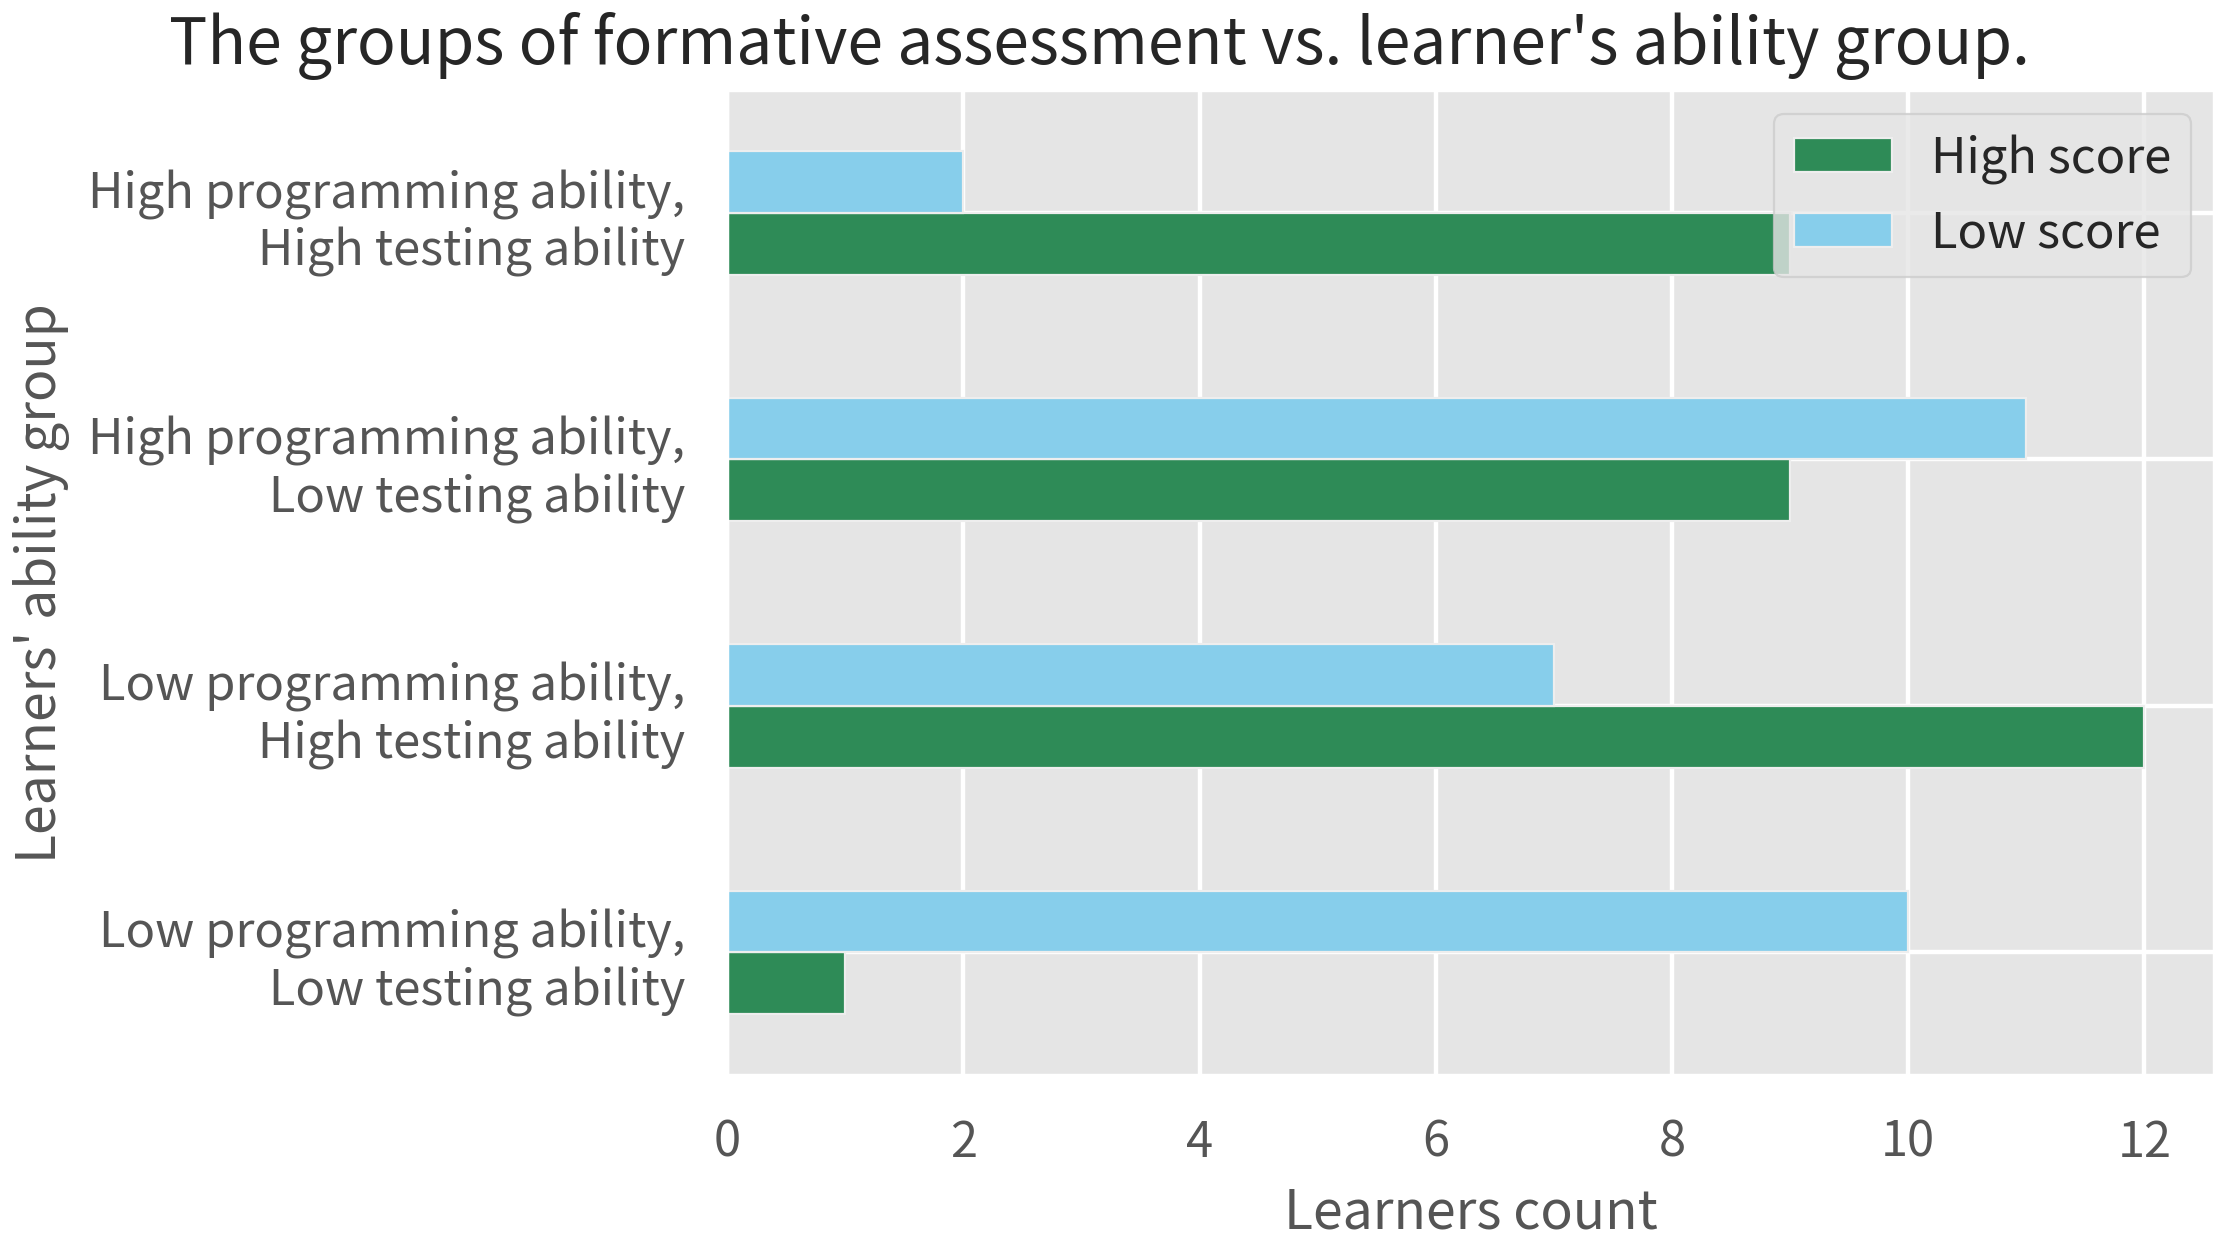 The groups of formative assessment vs. learner's ability group.
High score
Low score
High programming ability,
High testing ability
High programming ability,
Low testing ability
Low programming ability,
High testing ability
Low programming ability,
Low testing ability
Learners' ability group
0 2 4 6 8 10 12
Learners count